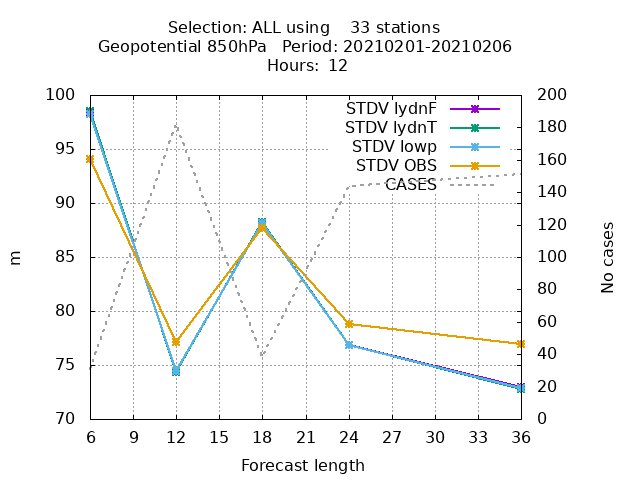 Selection: ALL using    33 stations
Geopotential 850hPa   Period: 20210201-20210206
Hours:  12
100
95
90
85
80
75
70
m
200
180
160
140
120
100
80
60
40
20
0
No cases
STDV lydnF
STDV lydnT
STDV lowp
STDV OBS
CASES
6 9 12 15 18 21 24 27 30 33 36
Forecast length